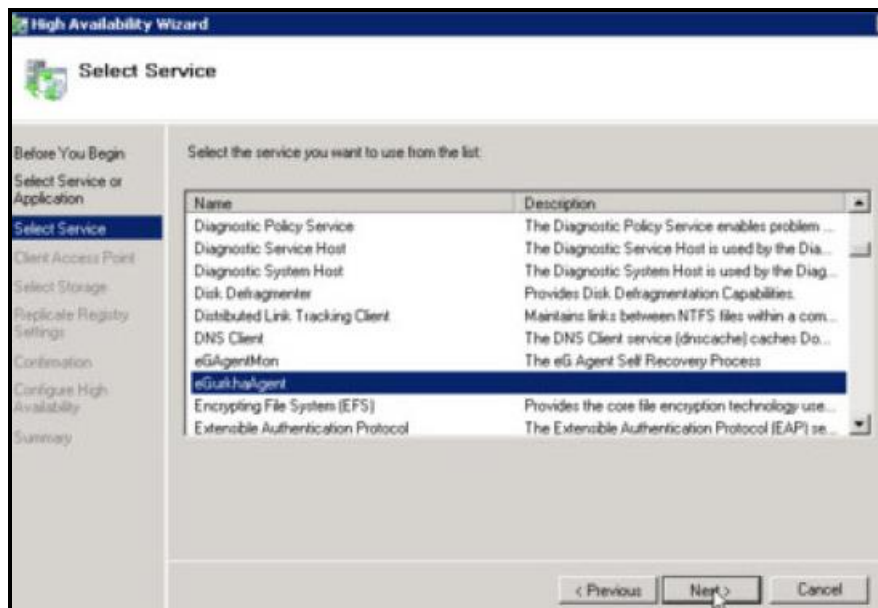 High Availability Wizard
Select Service
Before You Begin
Select Service or
Application
Select Service
Client Access Point
Select Storage
Replicate Registry
Settings
Confirmation
Configure High
Availability
Summary
Select the service you want to use from the list:
Name Description
Diagnostic Policy Service The Diagnostic Policy Service enables problem ...
Diagnostic Service Host The Diagnostic Service Host is used by the Dia...
Diagnostic System Host The Diagnostic System Host is used by the Diag...
Disk Defragmenter Provides Disk Defragmentation Capabilities.
Distributed Link Tracking Client Maintains links between NTFS files within a com...
DNS Client The DNS Client service (dnscache) caches Do...
eGAgentMon The eG Agent Self Recovery Process
eGurkhaAgent
Encrypting File System (EFS) Provides the core file encryption technology use...
Extensible Authentication Protocol The Extensible Authentication Protocol (EAP) se...
< Previous Next > Cancel